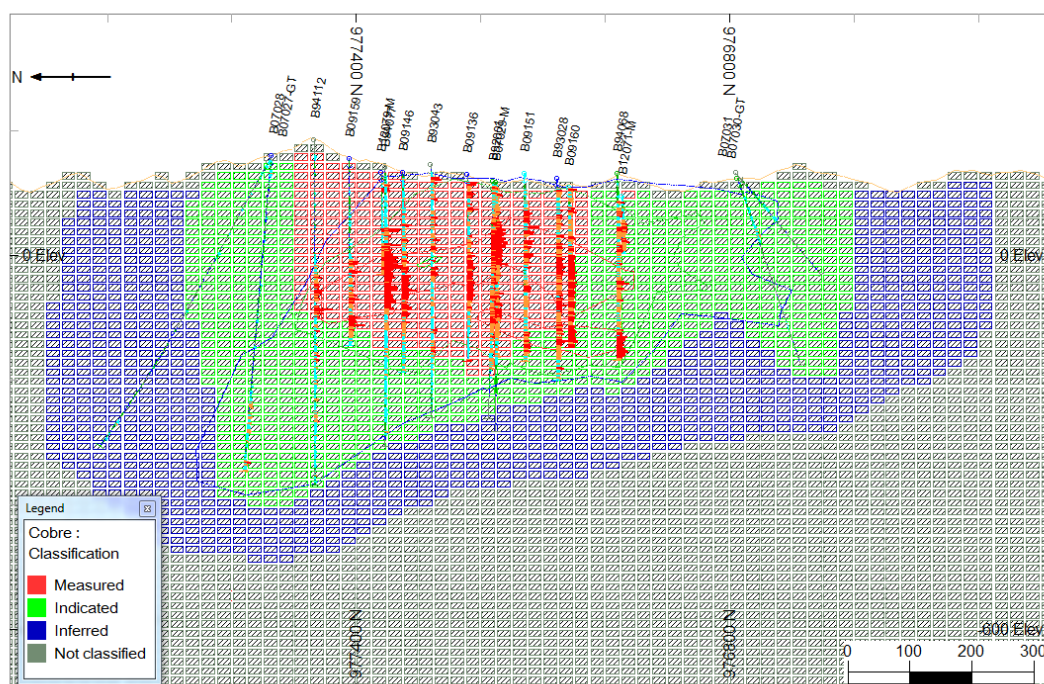 977400 N
976800 N
N
B07028
B07027-GT
B94112
B09159
B09146
B93043
B09136
B07025-M
B09151
B93028
B09160
B94068
B12071-M
B07031
B07030-GT
0 Elev
0 Elev
977400 N
976800 N
-600 Elev
Legend
Cobre :
Classification
Measured
Indicated
Inferred
Not classified
0
100
200
300